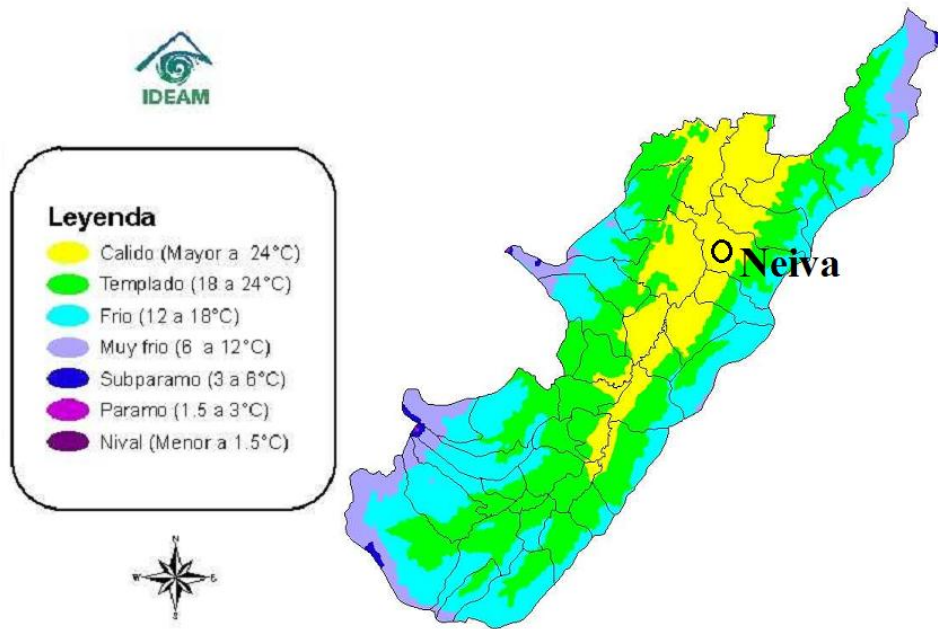 IDEAM
Leyenda
Calido (Mayor a 24°C)
Templado (18 a 24°C)
Frio (12 a 18°C)
Muy frio (6 a 12°C)
Subparamo (3 a 6°C)
Paramo (1.5 a 3°C)
Nival (Menor a 1.5°C)
Neiva
N
W
E
S